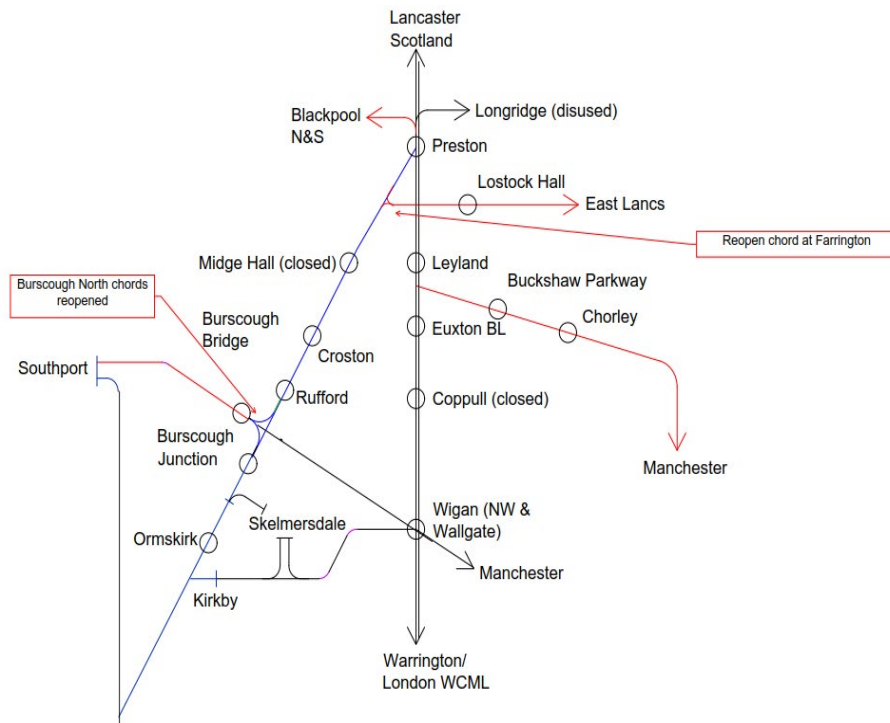 Lancaster
Scotland
Blackpool
N&S
Longridge (disused)
Preston
Lostock Hall
East Lancs
Reopen chord at Farrington
Midge Hall (closed)
Leyland
Buckshaw Parkway
Burscough North chords
reopened
Burscough
Bridge
Chorley
Euxton BL
Croston
Southport
Rufford
Coppull (closed)
Burscough
Junction
Manchester
Wigan (NW &
Wallgate)
Skelmersdale
Ormskirk
Manchester
Kirkby
Warrington/
London WCML